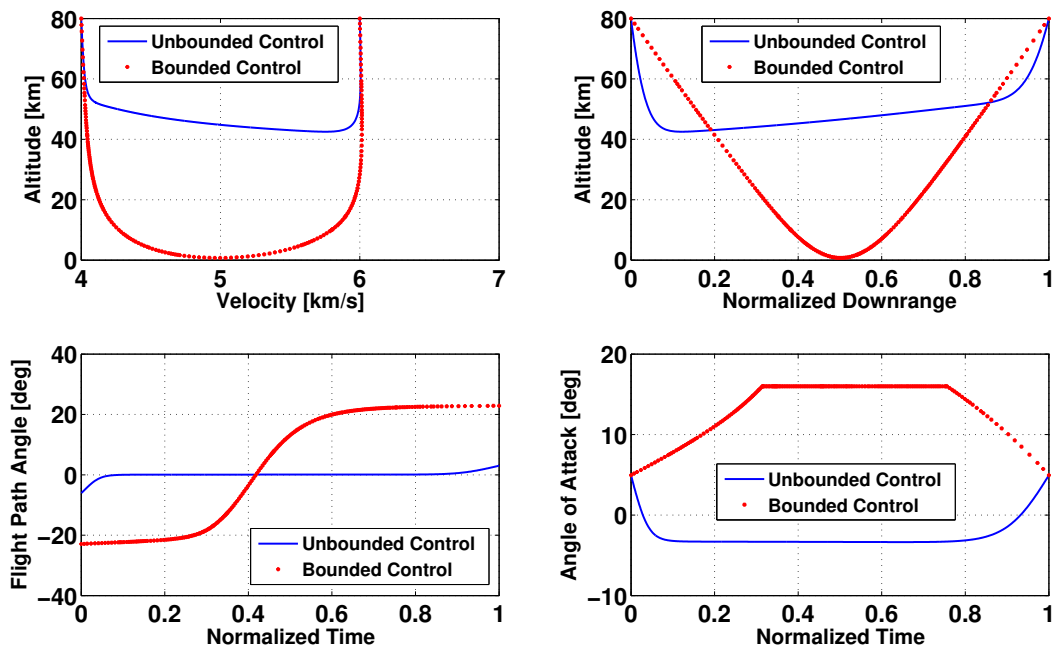 Altitude [km]
80
60
40
20
0
Unbounded Control
Bounded Control
4 5 6 7
Velocity [km/s]
Altitude [km]
80
60
40
20
0
Unbounded Control
Bounded Control
0 0.2 0.4 0.6 0.8 1
Normalized Downrange
Flight Path Angle [deg]
40
20
0
−20
−40
Unbounded Control
Bounded Control
0 0.2 0.4 0.6 0.8 1
Normalized Time
Angle of Attack [deg]
20
10
0
−10
Unbounded Control
Bounded Control
0 0.2 0.4 0.6 0.8 1
Normalized Time